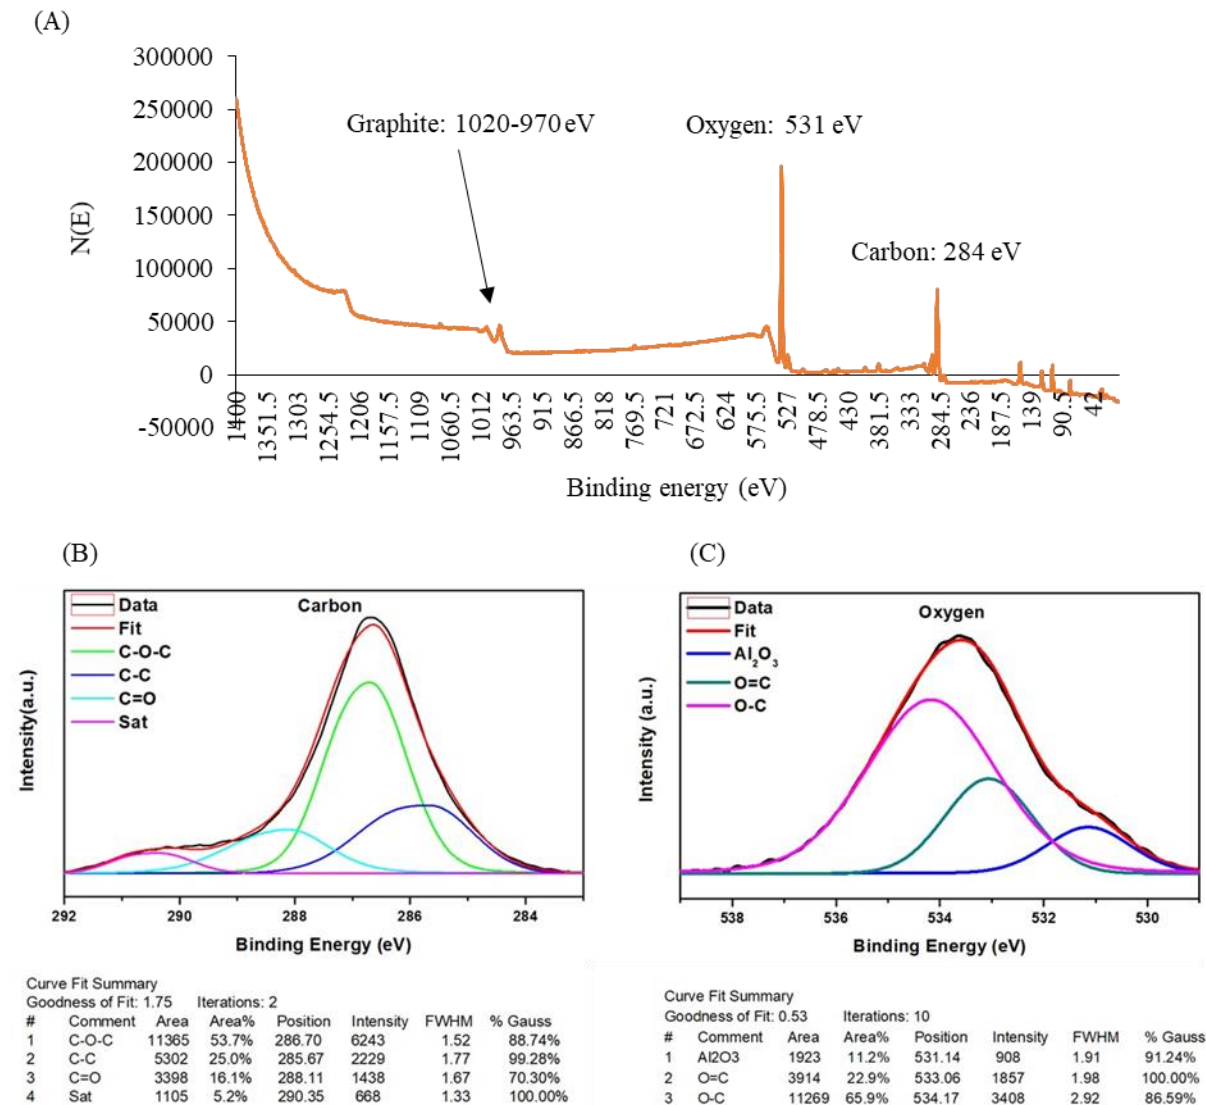 (A)
300000
250000
200000
150000
100000
50000
0
-50000
N(E)
Graphite: 1020-970 eV
Oxygen: 531 eV
Carbon: 284 eV
1400 1351.5 1303 1254.5 1206 1157.5 1109 1060.5 1012 963.5 915 866.5 818 769.5 721 672.5 624 575.5 527 478.5 430 381.5 333 284.5 236 187.5 139 90.5 42
Binding energy (eV)
(B)
Carbon
Data
Fit
C-O-C
C-C
C=O
Sat
Intensity(a.u.)
292 290 288 286 284
Binding Energy (eV)
Curve Fit Summary
Goodness of Fit: 1.75 Iterations: 2
# Comment Area Area% Position Intensity FWHM % Gauss
1 C-O-C 11365 53.7% 286.70 6243 1.52 88.74%
2 C-C 5302 25.0% 285.67 2229 1.77 99.28%
3 C=O 3398 16.1% 288.11 1438 1.67 70.30%
4 Sat 1105 5.2% 290.35 668 1.33 100.00%
(C)
Oxygen
Data
Fit
Al2O3
O=C
O-C
Intensity (a.u.)
538 536 534 532 530
Binding Energy (eV)
Curve Fit Summary
Goodness of Fit: 0.53 Iterations: 10
# Comment Area Area% Position Intensity FWHM % Gauss
1 Al2O3 1923 11.2% 531.14 908 1.91 91.24%
2 O=C 3914 22.9% 533.06 1857 1.98 100.00%
3 O-C 11269 65.9% 534.17 3408 2.92 86.59%